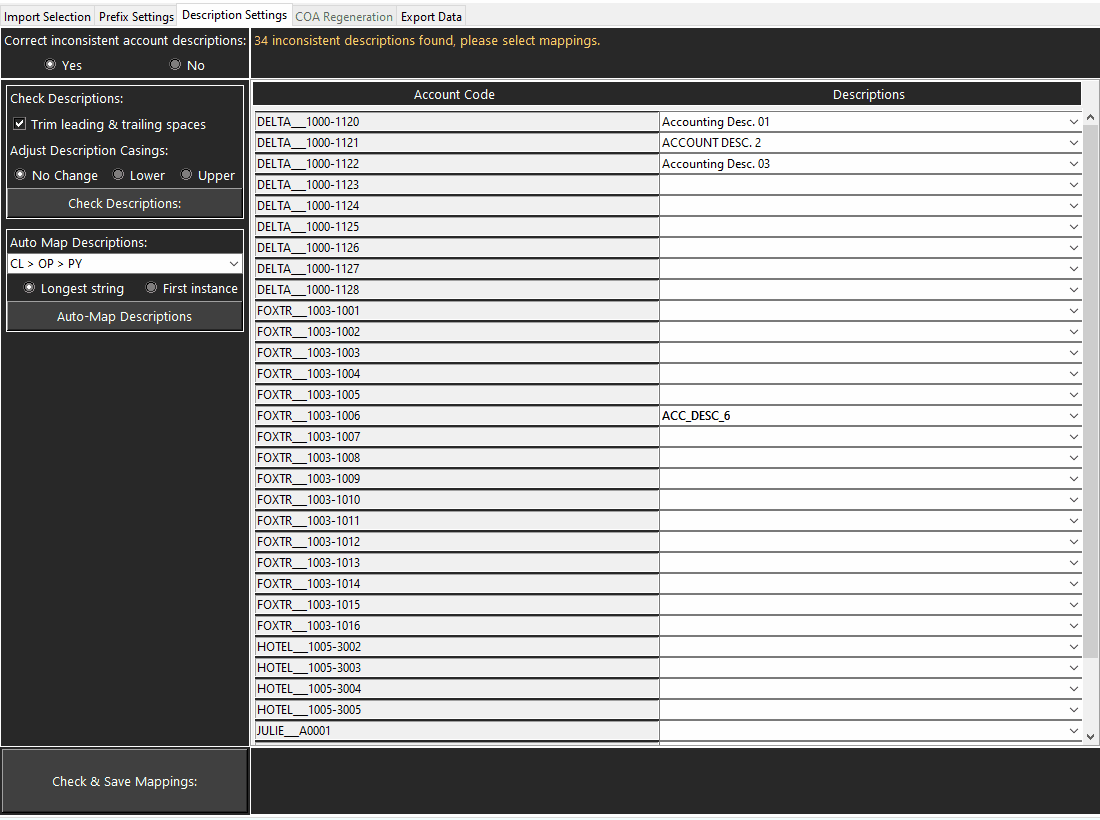 Import Selection Prefix Settings Description Settings COA Regeneration Export Data
Correct inconsistent account descriptions:
Yes No
34 inconsistent descriptions found, please select mappings.
Check Descriptions:
Trim leading & trailing spaces
Adjust Description Casings:
No Change Lower Upper
Check Descriptions:
Auto Map Descriptions:
CL > OP > PY
Longest string First instance
Auto-Map Descriptions
Account Code Descriptions
DELTA___1000-1120 Accounting Desc. 01
DELTA___1000-1121 ACCOUNT DESC. 2
DELTA___1000-1122 Accounting Desc. 03
DELTA___1000-1123
DELTA___1000-1124
DELTA___1000-1125
DELTA___1000-1126
DELTA___1000-1127
DELTA___1000-1128
FOXTR___1003-1001
FOXTR___1003-1002
FOXTR___1003-1003
FOXTR___1003-1004
FOXTR___1003-1005
FOXTR___1003-1006 ACC_DESC_6
FOXTR___1003-1007
FOXTR___1003-1008
FOXTR___1003-1009
FOXTR___1003-1010
FOXTR___1003-1011
FOXTR___1003-1012
FOXTR___1003-1013
FOXTR___1003-1014
FOXTR___1003-1015
FOXTR___1003-1016
HOTEL___1005-3002
HOTEL___1005-3003
HOTEL___1005-3004
HOTEL___1005-3005
JULIE___A0001
Check & Save Mappings: